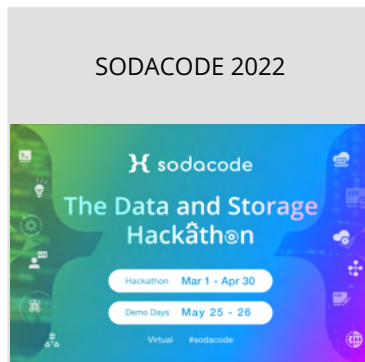 SODACODE 2022
sodacode
The Data and Storage
Hackathon
Hackathon Mar 1 - Apr 30
Demo Days May 25 - 26
Virtual #sodacode